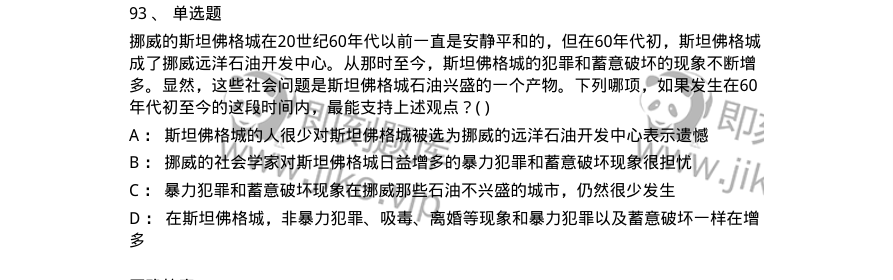 93 、 单选题
挪威的斯坦佛格城在20世纪60年代以前一直是安静平和的，但在60年代初，斯坦佛格城
成了挪威远洋石油开发中心。从那时至今，斯坦佛格城的犯罪和蓄意破坏的现象不断增
多。显然，这些社会问题是斯坦佛格城石油兴盛的一个产物。下列哪项，如果发生在60
年代初至今的这段时间内，最能支持上述观点？( )
A ： 斯坦佛格城的人很少对斯坦佛格城被选为挪威的远洋石油开发中心表示遗憾
B ： 挪威的社会学家对斯坦佛格城日益增多的暴力犯罪和蓄意破坏现象很担忧
C ： 暴力犯罪和蓄意破坏现象在挪威那些石油不兴盛的城市，仍然很少发生
D ： 在斯坦佛格城，非暴力犯罪、吸毒、离婚等现象和暴力犯罪以及蓄意破坏一样在增
多
即刻题库
www.jike.vip
即刻
www.jik